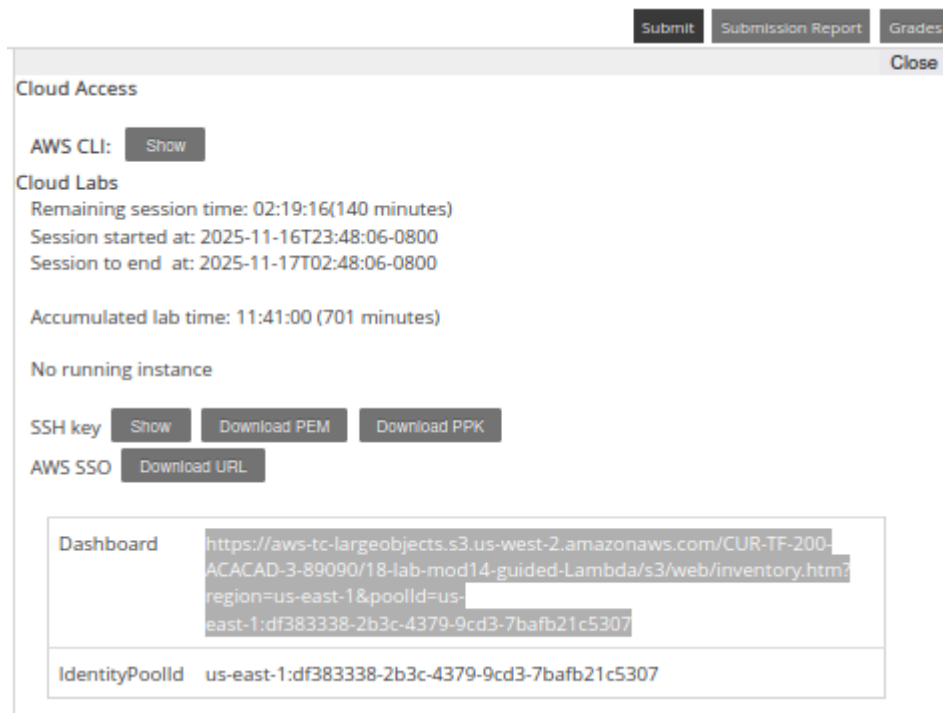 Submit Submission Report Grades
Close
Cloud Access
AWS CLI: Show
Cloud Labs
Remaining session time: 02:19:16(140 minutes)
Session started at: 2025-11-16T23:48:06-0800
Session to end at: 2025-11-17T02:48:06-0800
Accumulated lab time: 11:41:00 (701 minutes)
No running instance
SSH key Show Download PEM Download PPK
AWS SSO Download URL
Dashboard https://aws-tc-largeobjects.s3.us-west-2.amazonaws.com/CUR-TF-200-
ACACAD-3-89090/18-lab-mod14-guided-Lambda/s3/web/inventory.htm?
region=us-east-1&poolId=us-
east-1:df383338-2b3c-4379-9cd3-7bafb21c5307
IdentityPoolId us-east-1:df383338-2b3c-4379-9cd3-7bafb21c5307